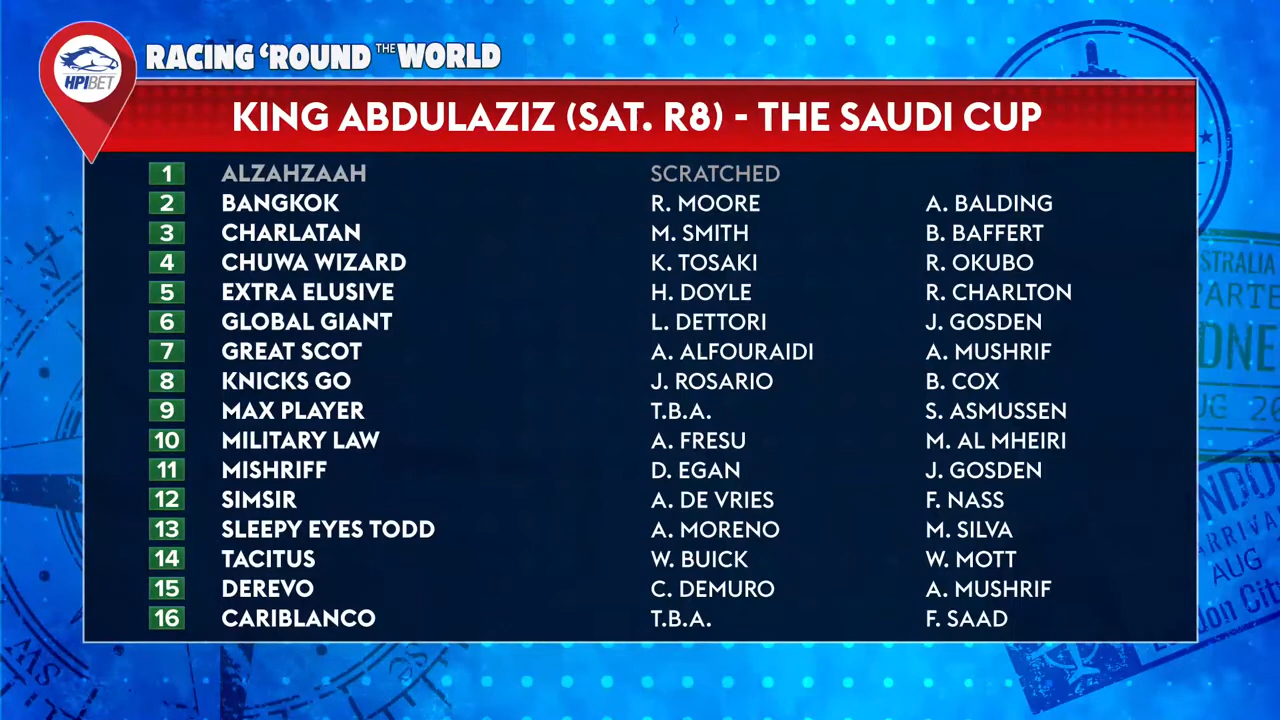 HPIBET
RACING 'ROUND THE WORLD
KING ABDULAZIZ (SAT. R8) - THE SAUDI CUP
1 ALZAHZAAH SCRATCHED
2 BANGKOK R. MOORE A. BALDING
3 CHARLATAN M. SMITH B. BAFFERT
4 CHUWA WIZARD K. TOSAKI R. OKUBO
5 EXTRA ELUSIVE H. DOYLE R. CHARLTON
6 GLOBAL GIANT L. DETTORI J. GOSDEN
7 GREAT SCOT A. ALFOURAIDI A. MUSHRIF
8 KNICKS GO J. ROSARIO B. COX
9 MAX PLAYER T.B.A. S. ASMUSSEN
10 MILITARY LAW A. FRESU M. AL MHEIRI
11 MISHRIFF D. EGAN J. GOSDEN
12 SIMSIR A. DE VRIES F. NASS
13 SLEEPY EYES TODD A. MORENO M. SILVA
14 TACITUS W. BUICK W. MOTT
15 DEREVO C. DEMURO A. MUSHRIF
16 CARIBLANCO T.B.A. F. SAAD
AUG
SW